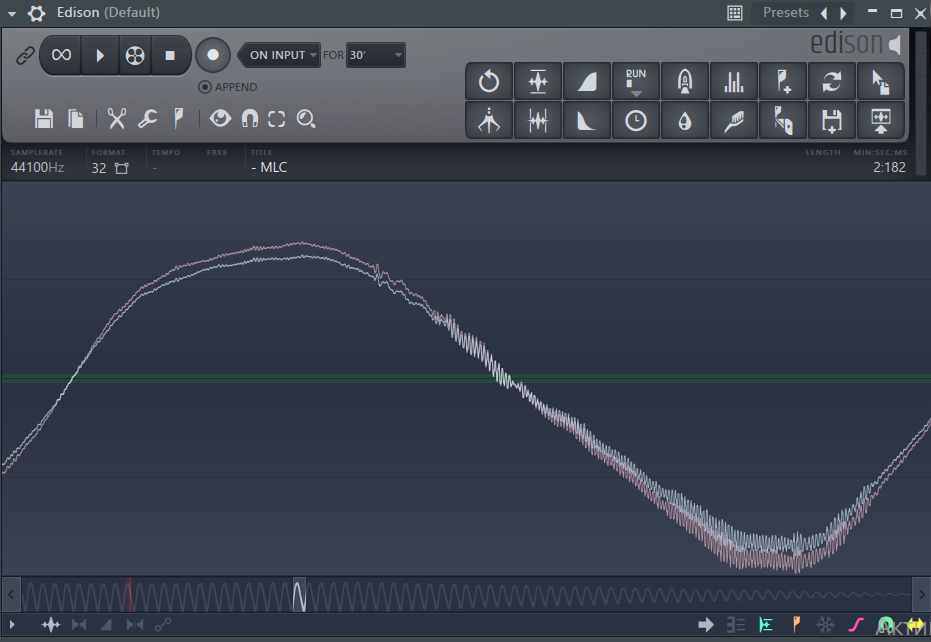 Edison (Default)
Presets
edison
ON INPUT FOR 30'
APPEND
RUN
SAMPLERATE FORMAT TEMPO FREE TITLE LENGTH MIN:SEC:MS
44100Hz 32 - - MLC 2:182